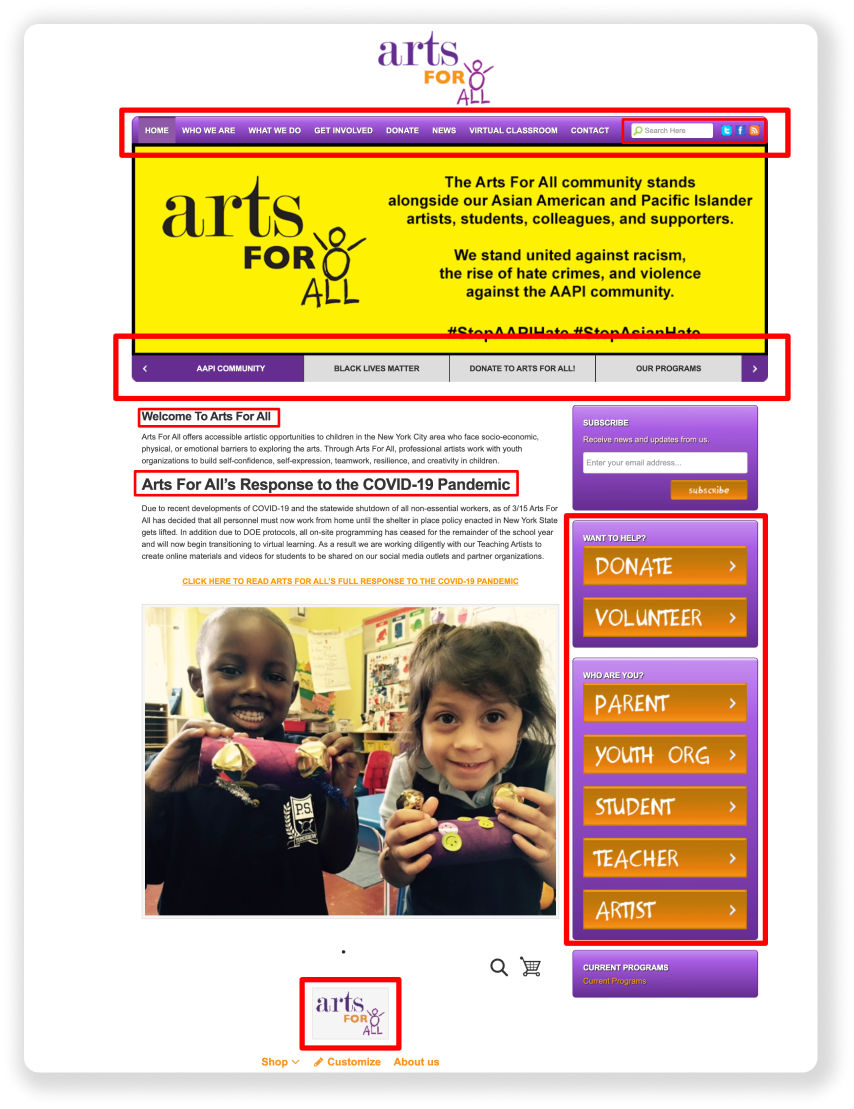 arts
FOR
ALL
HOME WHO WE ARE WHAT WE DO GET INVOLVED DONATE NEWS VIRTUAL CLASSROOM CONTACT Search Here
arts
FOR
ALL
The Arts For All community stands
alongside our Asian American and Pacific Islander
artists, students, colleagues, and supporters.
We stand united against racism,
the rise of hate crimes, and violence
against the AAPI community.
#StopAAPIHate #StopAsianHate
AAPI COMMUNITY BLACK LIVES MATTER DONATE TO ARTS FOR ALL! OUR PROGRAMS
Welcome To Arts For All
Arts For All offers accessible artistic opportunities to children in the New York City area who face socio-economic,
physical, or emotional barriers to exploring the arts. Through Arts For All, professional artists work with youth
organizations to build self-confidence, self-expression, teamwork, resilience, and creativity in children.
Arts For All's Response to the COVID-19 Pandemic
Due to recent developments of COVID-19 and the statewide shutdown of all non-essential workers, as of 3/15 Arts For
All has decided that all personnel must now work from home until the shelter in place policy enacted in New York State
gets lifted. In addition due to DOE protocols, all on-site programming has ceased for the remainder of the school year
and will now begin transitioning to virtual learning. As a result we are working diligently with our Teaching Artists to
create online materials and videos for students to be shared on our social media outlets and partner organizations.
CLICK HERE TO READ ARTS FOR ALL'S FULL RESPONSE TO THE COVID-19 PANDEMIC
P.S.
SUBSCRIBE
Receive news and updates from us.
Enter your email address...
subscribe
WANT TO HELP?
DONATE
VOLUNTEER
WHO ARE YOU?
PARENT
YOUTH ORG
STUDENT
TEACHER
ARTIST
CURRENT PROGRAMS
Current Programs
arts
FOR
ALL
Shop Customize About us